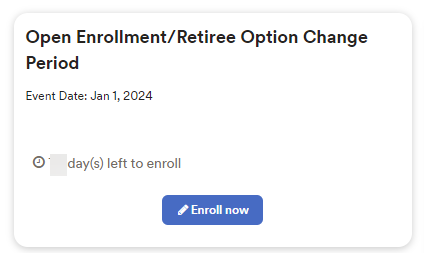 Open Enrollment/Retiree Option Change
Period
Event Date: Jan 1, 2024
day(s) left to enroll
Enroll now